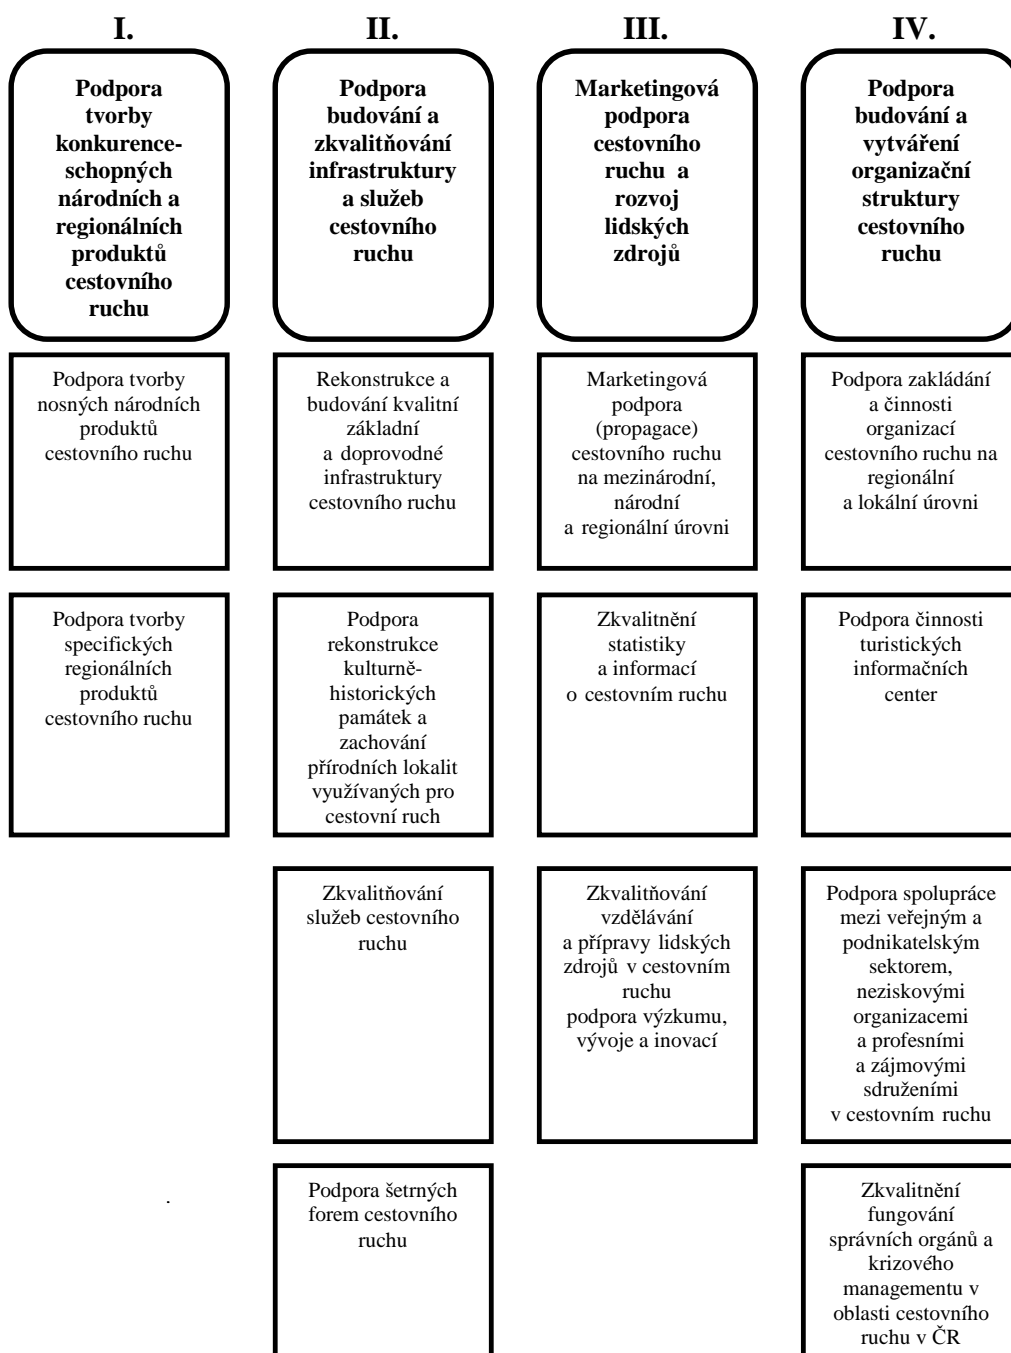 I.
Podpora
tvorby
konkurence-
schopných
národních a
regionálních
produktů
cestovního
ruchu
Podpora tvorby
nosných národních
produktů
cestovního ruchu
Podpora tvorby
specifických
regionálních
produktů
cestovního ruchu
.
II.
Podpora
budování a
zkvalitňování
infrastruktury
a služeb
cestovního
ruchu
Rekonstrukce a
budování kvalitní
základní
a doprovodné
infrastruktury
cestovního ruchu
Podpora
rekonstrukce
kulturně-
historických
památek a
zachování
přírodních lokalit
využívaných pro
cestovní ruch
Zkvalitňování
služeb cestovního
ruchu
Podpora šetrných
forem cestovního
ruchu
III.
Marketingová
podpora
cestovního
ruchu a
rozvoj
lidských
zdrojů
Marketingová
podpora
(propagace)
cestovního ruchu
na mezinárodní,
národní
a regionální úrovni
Zkvalitnění
statistiky
a informací
o cestovním ruchu
Zkvalitňování
vzdělávání
a přípravy lidských
zdrojů v cestovním
ruchu
podpora výzkumu,
vývoje a inovací
IV.
Podpora
budování a
vytváření
organizační
struktury
cestovního
ruchu
Podpora zakládání
a činnosti
organizací
cestovního ruchu na
regionální
a lokální úrovni
Podpora činnosti
turistických
informačních
center
Podpora spolupráce
mezi veřejným a
podnikatelským
sektorem,
neziskovými
organizacemi
a profesními
a zájmovými
sdruženími
v cestovním ruchu
Zkvalitnění
fungování
správních orgánů a
krizového
managementu v
oblasti cestovního
ruchu v ČR